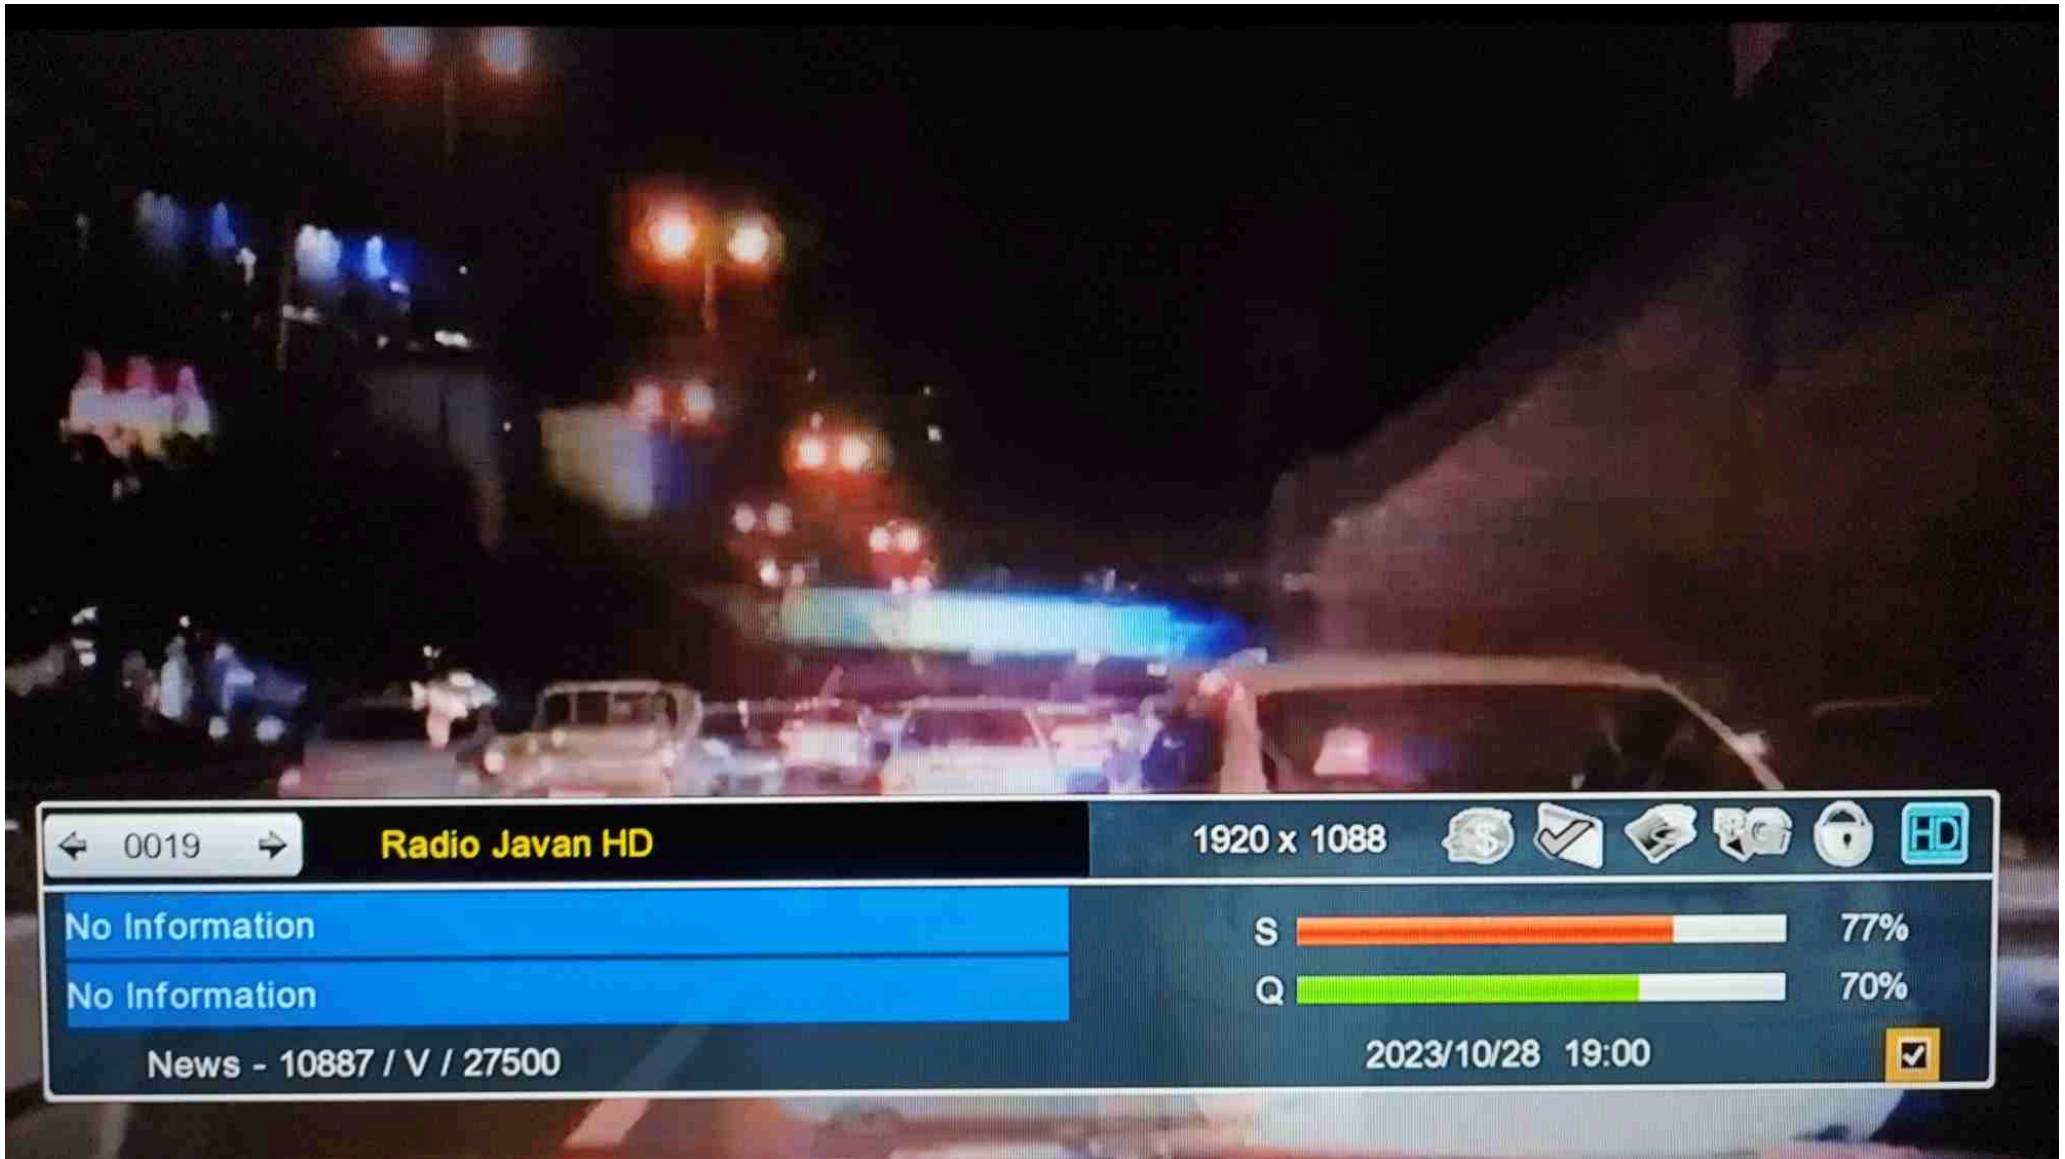 0019
Radio Javan HD
1920 x 1088
HD
No Information
S 77%
No Information
Q 70%
News - 10887 / V / 27500
2023/10/28 19:00